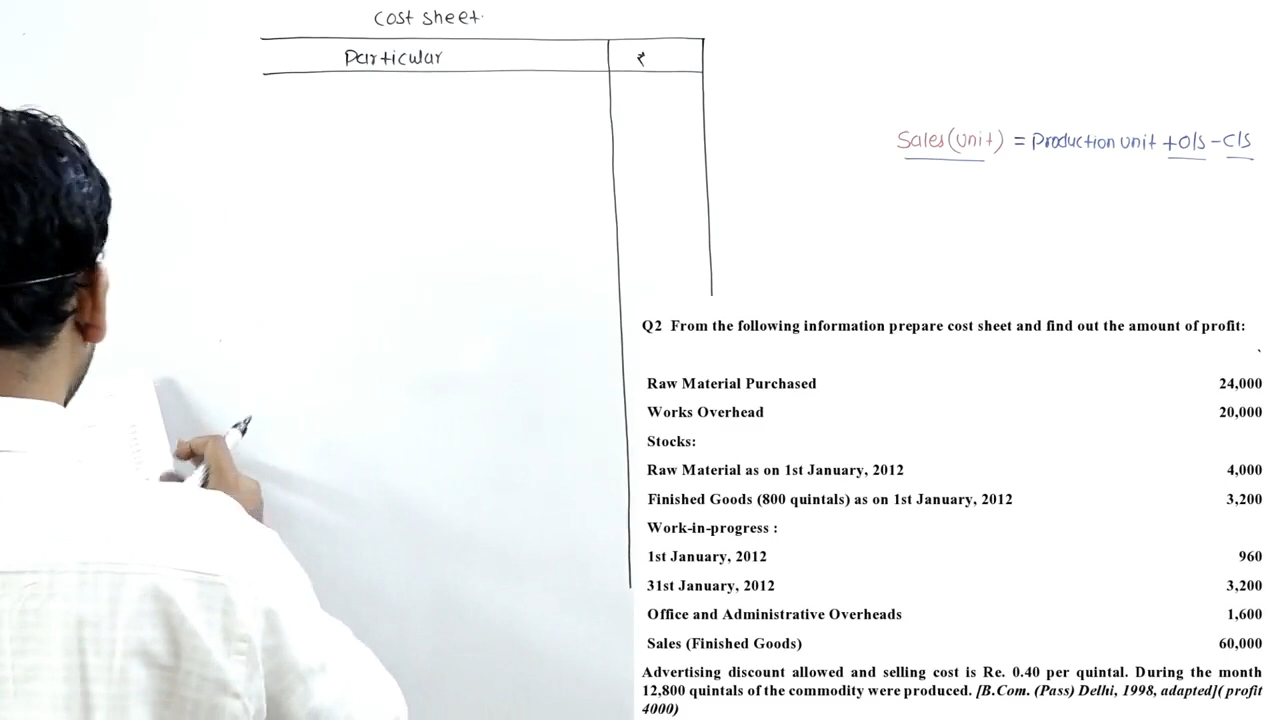 Cost sheet.
Particular ₹
Sales(unit) = Production unit +O/S -C/S
Q2 From the following information prepare cost sheet and find out the amount of profit:
`
Raw Material Purchased 24,000
Works Overhead 20,000
Stocks:
Raw Material as on 1st January, 2012 4,000
Finished Goods (800 quintals) as on 1st January, 2012 3,200
Work-in-progress :
1st January, 2012 960
31st January, 2012 3,200
Office and Administrative Overheads 1,600
Sales (Finished Goods) 60,000
Advertising discount allowed and selling cost is Re. 0.40 per quintal. During the month
12,800 quintals of the commodity were produced. [B.Com. (Pass) Delhi, 1998, adapted]( profit
4000)